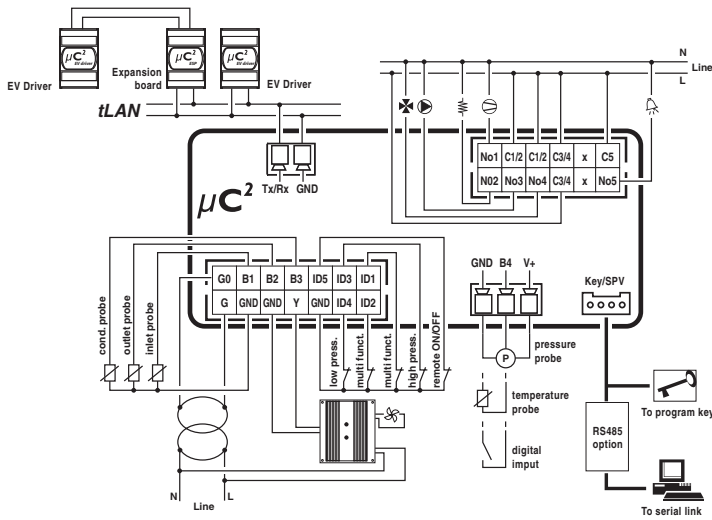 µC²
EV driver
µC²
EXP
µC²
EV driver
EV Driver
Expansion
board
EV Driver
tLAN
N
Line
L
Tx/Rx GND
No1 C1/2 C1/2 C3/4 x C5
N02 No3 No4 C3/4 x No5
µC²
G0 B1 B2 B3 ID5 ID3 ID1
G GND GND Y GND ID4 ID2
GND B4 V+
Key/SPV
cond. probe
outlet probe
inlet probe
low press.
multi funct.
multi funct.
high press.
remote ON/OFF
P
pressure
probe
temperature
probe
digital
imput
To program key
RS485
option
N
Line
L
To serial link